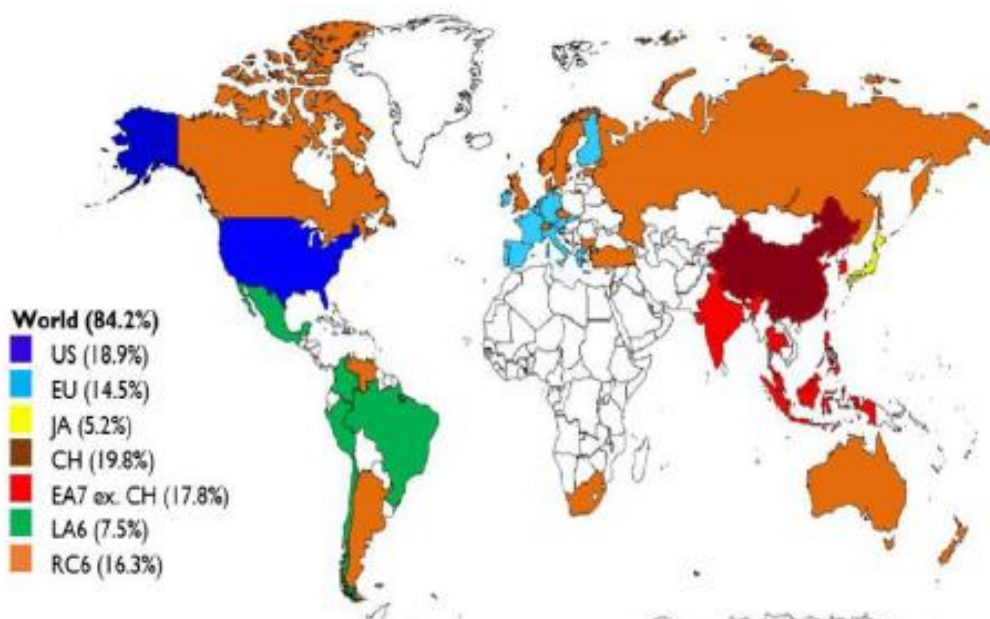 World (84.2%)
US (18.9%)
EU (14.5%)
JA (5.2%)
CH (19.8%)
EA7 ex. CH (17.8%)
LA6 (7.5%)
RC6 (16.3%)